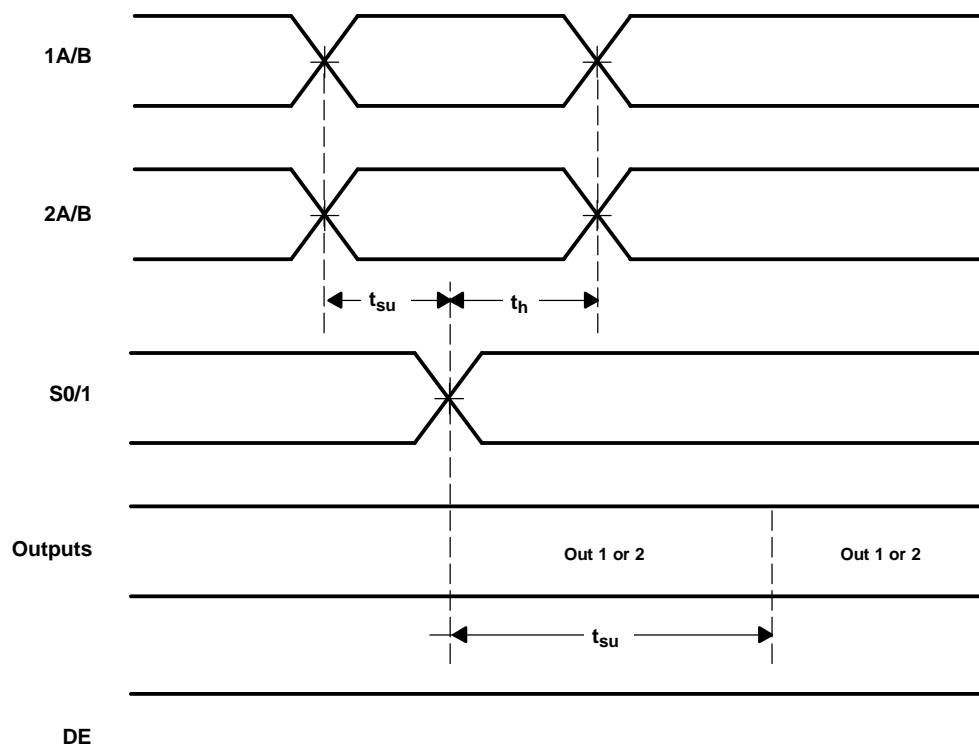 1A/B
2A/B
tsu th
S0/1
Outputs Out 1 or 2 Out 1 or 2
tsu
DE